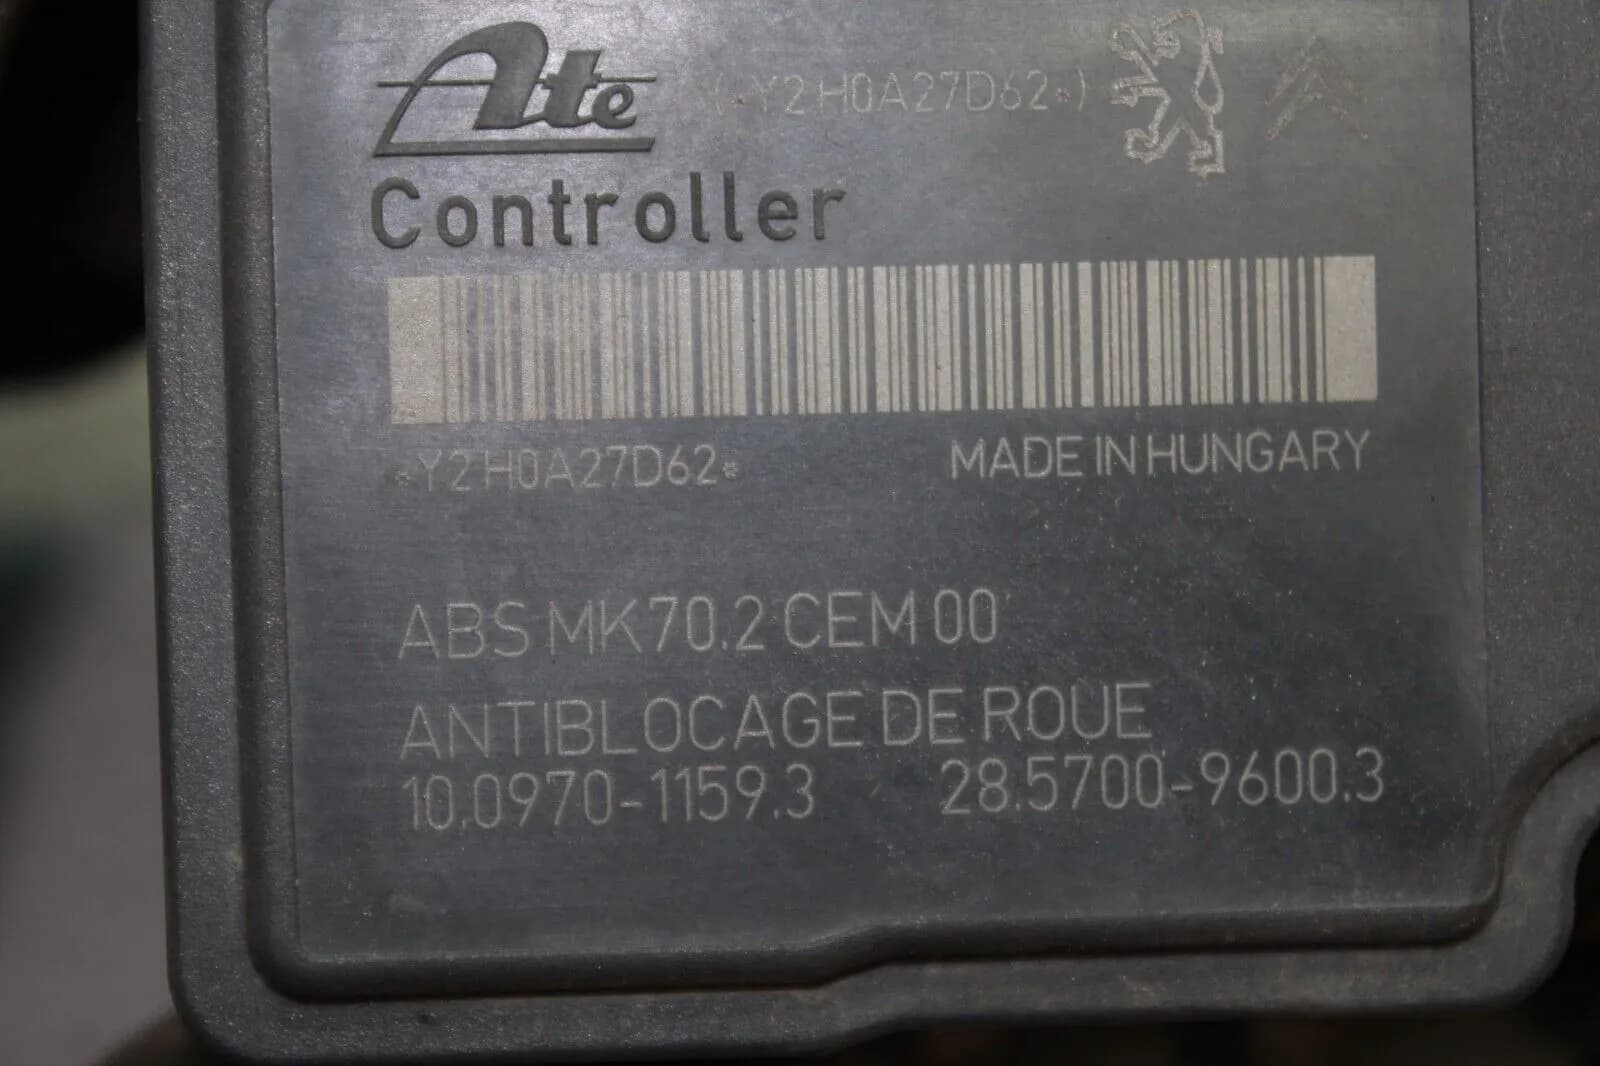 Ate (*Y2H0A27D62*)
Controller
*Y2H0A27D62* MADE IN HUNGARY
ABS MK70.2 CEM 00
ANTIBLOCAGE DE ROUE
10.0970-1159.3 28.5700-9600.3